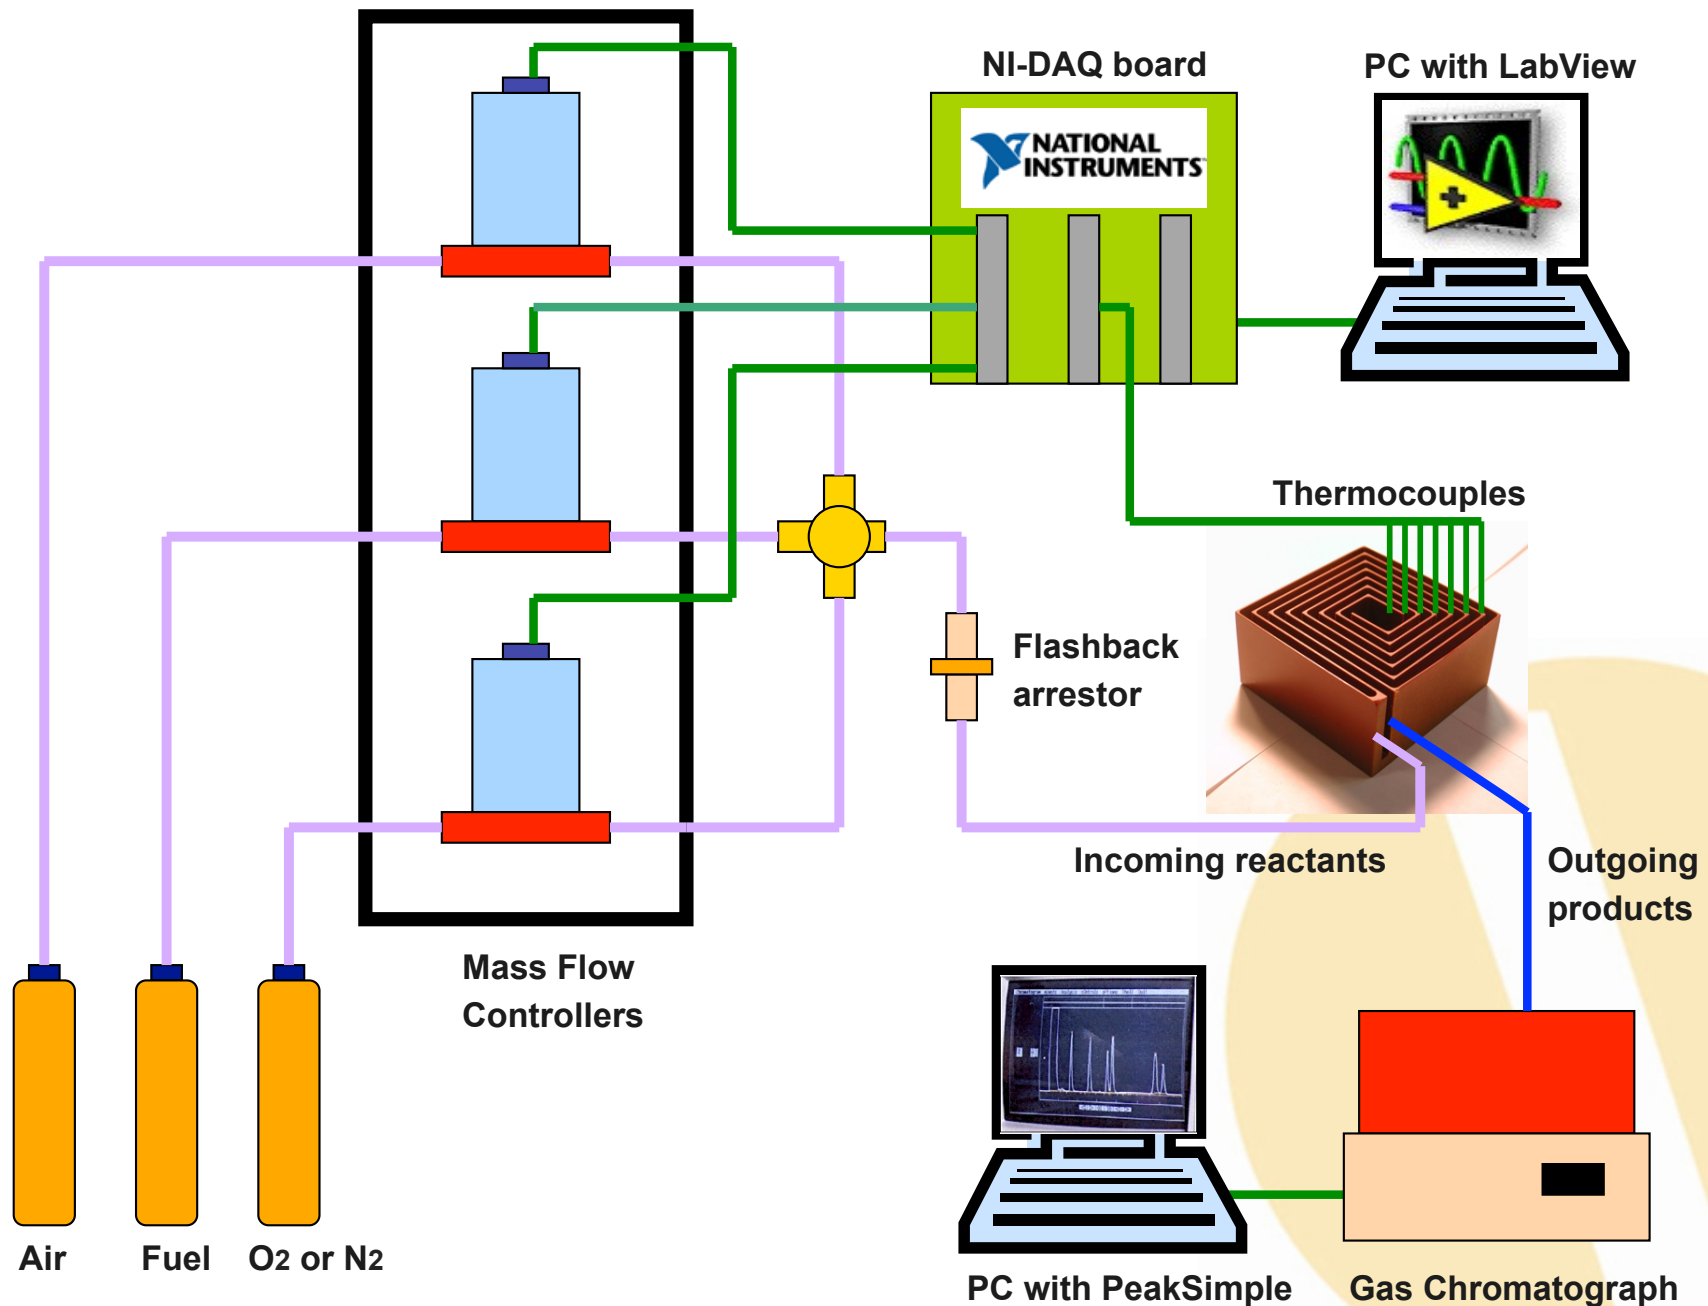 NI-DAQ board
PC with LabView
NATIONAL
INSTRUMENTS
Thermocouples
Flashback
arrestor
Incoming reactants
Outgoing
products
Mass Flow
Controllers
Air
Fuel
O2 or N2
PC with PeakSimple
Gas Chromatograph